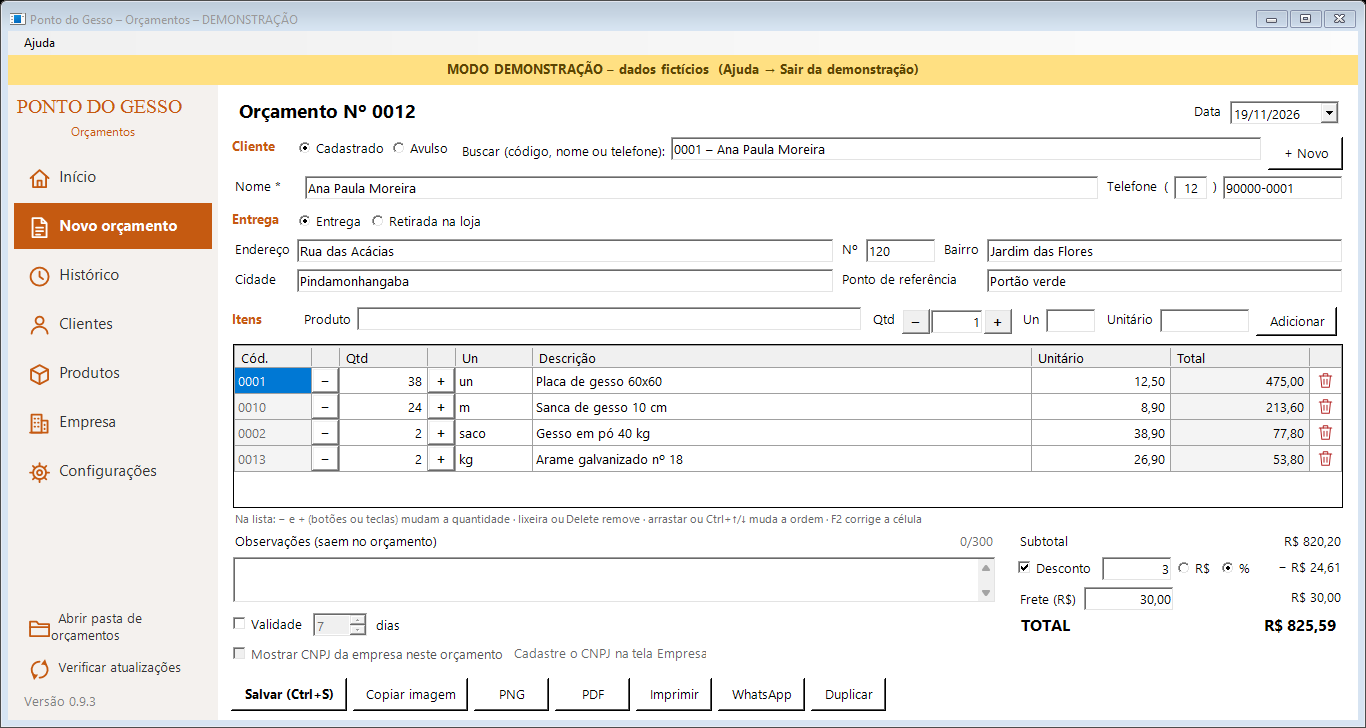 Ponto do Gesso – Orçamentos – DEMONSTRAÇÃO
Ajuda
MODO DEMONSTRAÇÃO – dados fictícios (Ajuda → Sair da demonstração)
PONTO DO GESSO
Orçamentos
Início
Novo orçamento
Histórico
Clientes
Produtos
Empresa
Configurações
Abrir pasta de
orçamentos
Verificar atualizações
Versão 0.9.3
Orçamento Nº 0012
Data 19/11/2026
Cliente Cadastrado Avulso Buscar (código, nome ou telefone): 0001 – Ana Paula Moreira + Novo
Nome * Ana Paula Moreira Telefone ( 12 ) 90000-0001
Entrega Entrega Retirada na loja
Endereço Rua das Acácias Nº 120 Bairro Jardim das Flores
Cidade Pindamonhangaba Ponto de referência Portão verde
Itens Produto Qtd − 1 + Un Unitário Adicionar
Cód. Qtd Un Descrição Unitário Total
0001 − 38 + un Placa de gesso 60x60 12,50 475,00
0010 − 24 + m Sanca de gesso 10 cm 8,90 213,60
0002 − 2 + saco Gesso em pó 40 kg 38,90 77,80
0013 − 2 + kg Arame galvanizado nº 18 26,90 53,80
Na lista: − e + (botões ou teclas) mudam a quantidade · lixeira ou Delete remove · arrastar ou Ctrl+↑/↓ muda a ordem · F2 corrige a célula
Observações (saem no orçamento) 0/300
Subtotal R$ 820,20
Desconto 3 R$ % − R$ 24,61
Frete (R$) 30,00 R$ 30,00
TOTAL R$ 825,59
Validade 7 dias
Mostrar CNPJ da empresa neste orçamento Cadastre o CNPJ na tela Empresa
Salvar (Ctrl+S) Copiar imagem PNG PDF Imprimir WhatsApp Duplicar